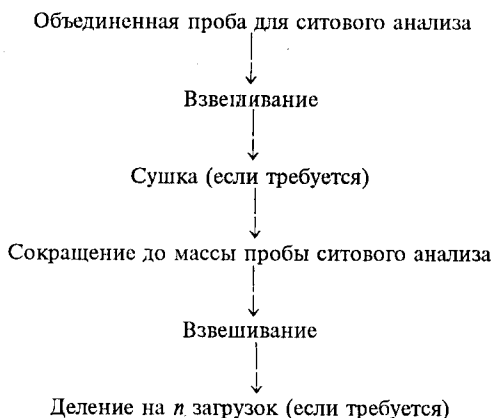 Объединенная проба для ситового анализа
Взвешивание
Сушка (если требуется)
Сокращение до массы пробы ситового анализа
Взвешивание
Деление на n загрузок (если требуется)